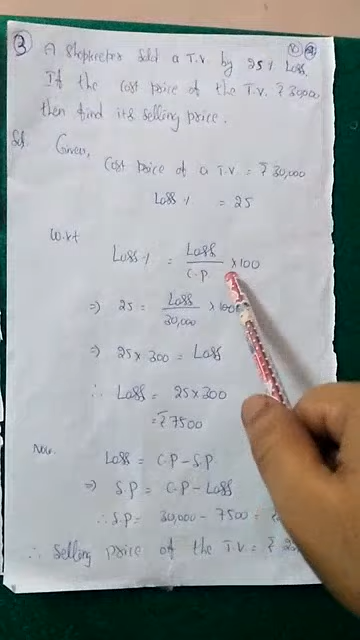 3) A Shopkeeper sold a T.V. by 25% Loss.
If the cost price of the T.V. ₹ 30,000
then find its selling price.
Sol Given,
Cost price of a T.V = ₹ 30,000
Loss % = 25
W.k.t
Loss % = Loss / C.P × 100
⇒ 25 = Loss / 30,000 × 100
⇒ 25 × 300 = Loss
∴ Loss = 25 × 300
= ₹ 7500
Now
Loss = C.P - S.P
⇒ S.P = C.P - Loss
∴ S.P = 30,000 - 7500 =
∴ Selling price of the T.V. = ₹